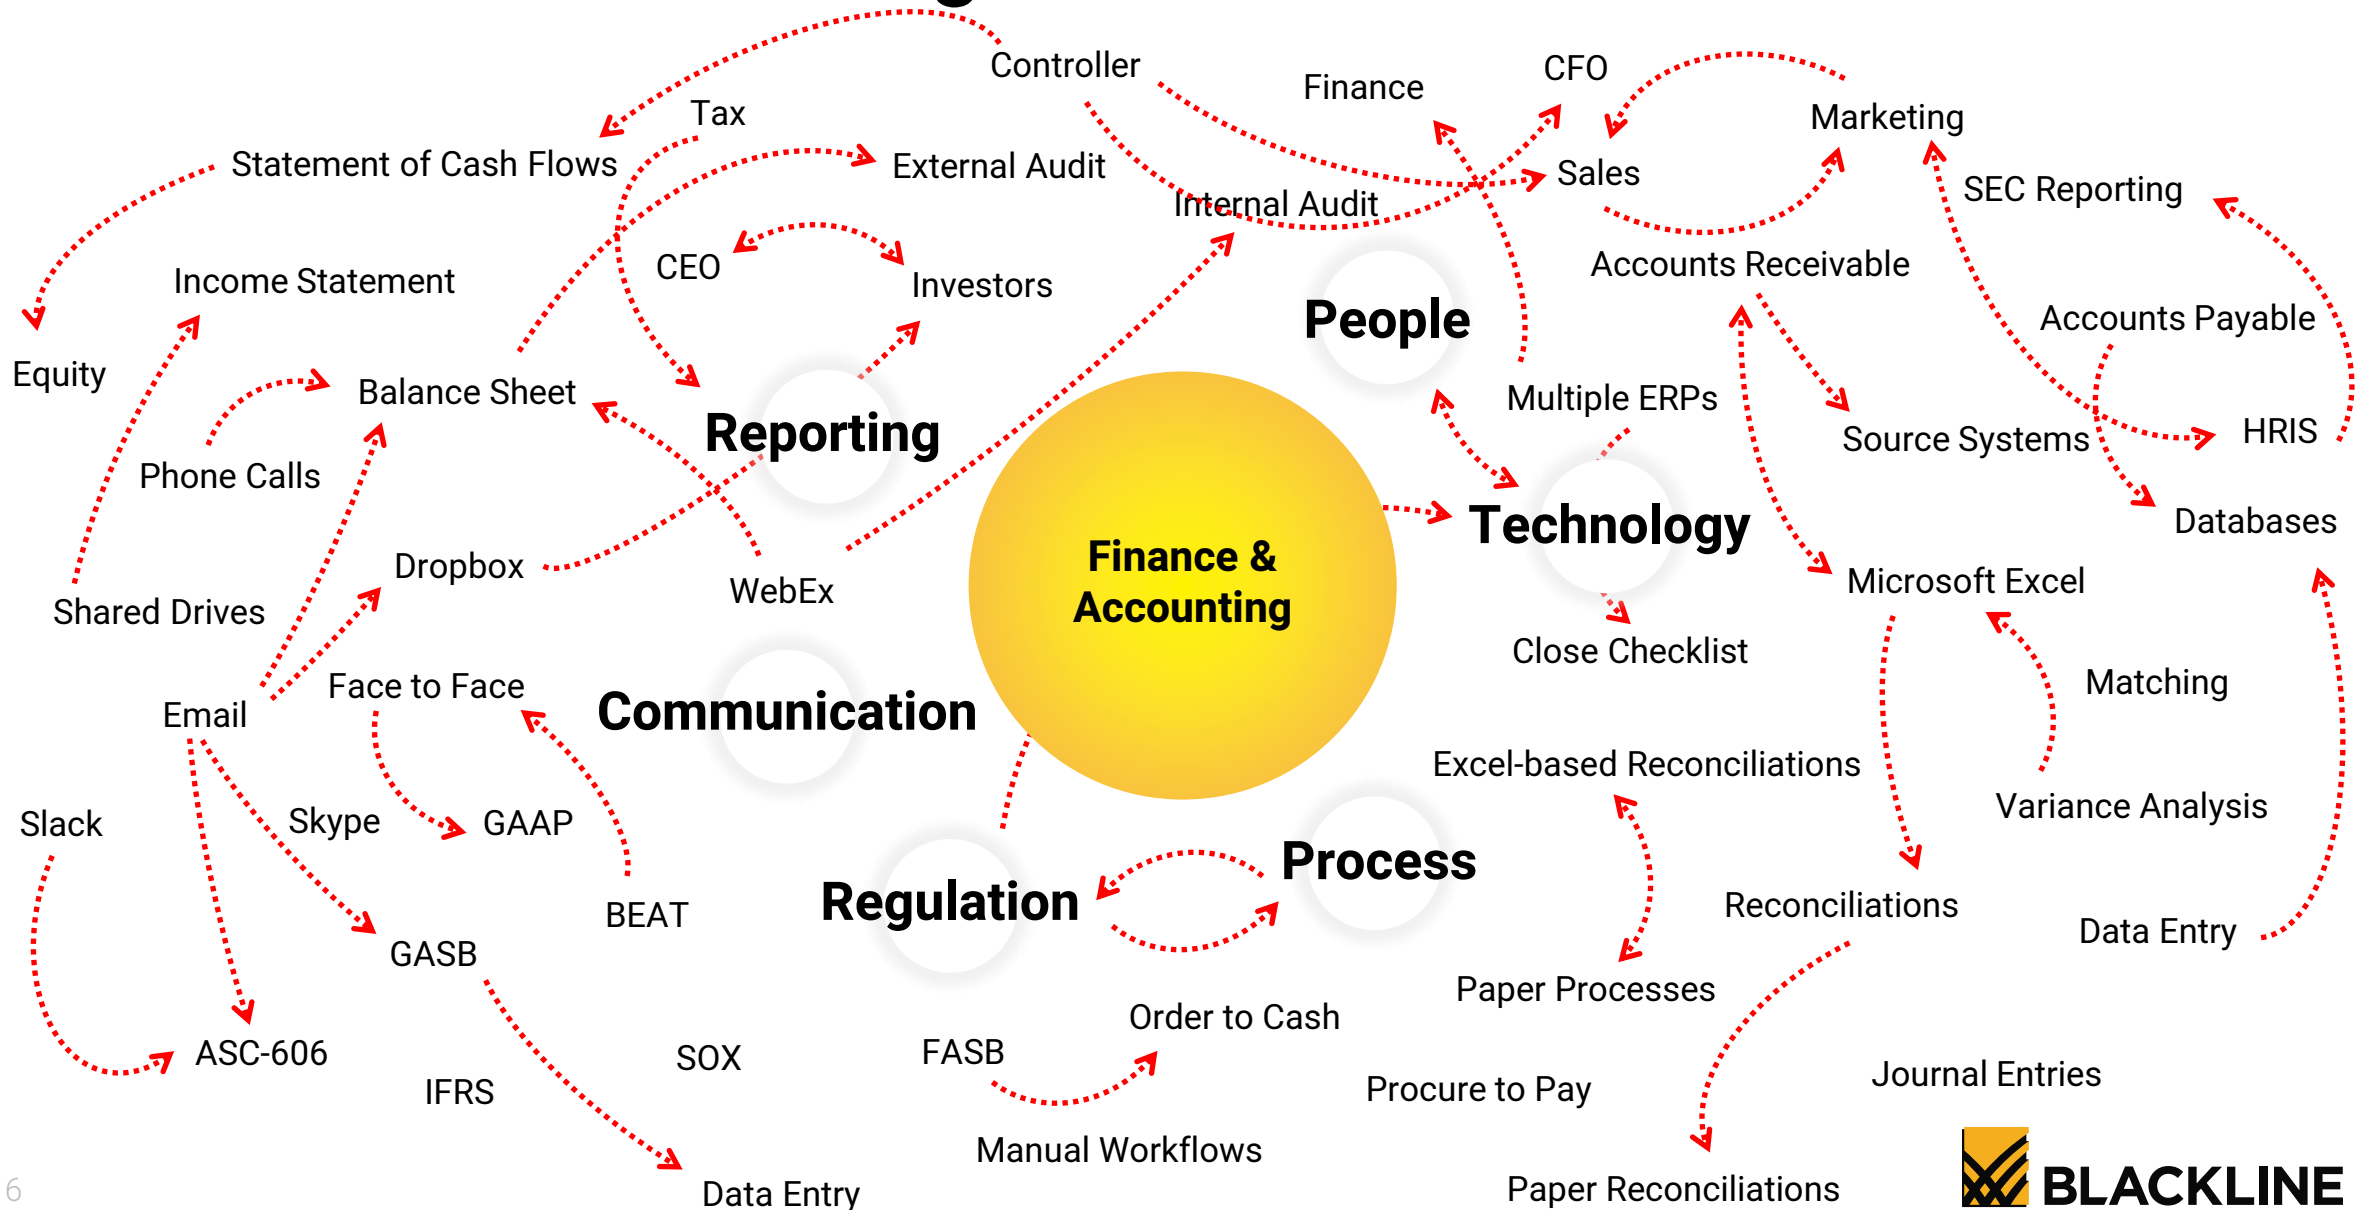 Controller
Finance
CFO
Tax
Marketing
Statement of Cash Flows
External Audit
Sales
SEC Reporting
Internal Audit
CEO
Investors
Accounts Receivable
Income Statement
Accounts Payable
People
Equity
Balance Sheet
Multiple ERPs
Reporting
Source Systems
HRIS
Phone Calls
Technology
Databases
Dropbox
WebEx
Finance &
Accounting
Microsoft Excel
Shared Drives
Close Checklist
Face to Face
Matching
Email
Communication
Excel-based Reconciliations
Variance Analysis
Slack
Skype
GAAP
Process
Regulation
BEAT
Reconciliations
Data Entry
GASB
Paper Processes
Order to Cash
ASC-606
SOX
FASB
IFRS
Procure to Pay
Journal Entries
Manual Workflows
Data Entry
Paper Reconciliations
6
BLACKLINE